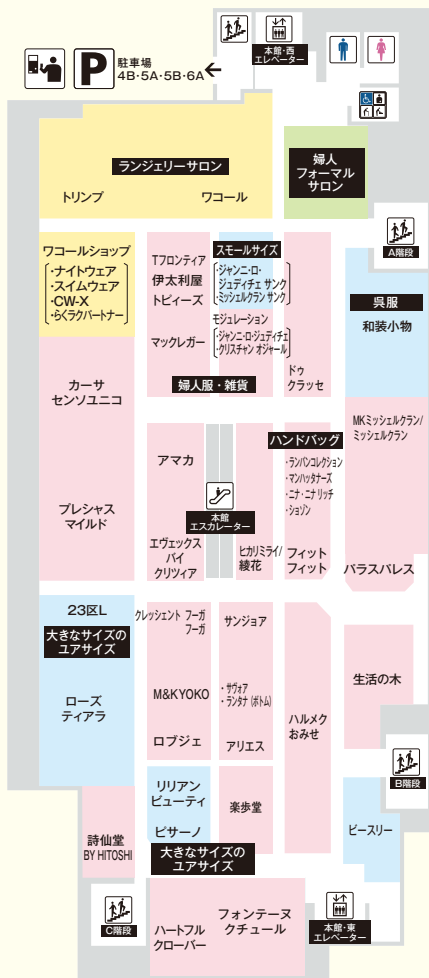 駐車場
4B・5A・5B・6A
P
本館・西
エレベーター
ランジェリーサロン
トリンプ
ワコール
婦人
フォーマル
サロン
A階段
ワコールショップ
・ナイトウェア
・スイムウェア
・CW-X
・らくラクパートナー
Tフロンティア
伊太利屋
トビィーズ
マックレガー
スモールサイズ
・ジャンニ・ロ・
ジュディチェ サンク
・ミッシェルクラン サンク
モジュレーション
・ジャンニ・ロ・ジュディチェ
・クリスチャン オジャール
婦人服・雑貨
ドゥ
クラッセ
呉服
和装小物
カーサ
センソユニコ
プレシャス
マイルド
アマカ
エヴェックス
バイ
クリツィア
本館
エスカレーター
ヒカリミライ/
綾花
ハンドバッグ
・ランバンコレクション
・マンハッタナーズ
・ニナ・ニナ リッチ
・ショゾン
フィット
フィット
MKミッシェルクラン/
ミッシェルクラン
パラスパレス
23区L
大きなサイズの
ユアサイズ
ローズ
ティアラ
クレッシェント フーガ
フーガ
M&KYOKO
ロブジェ
サンジョア
・サヴォア
・ランタナ (ボトム)
アリエス
ハルメク
おみせ
生活の木
B階段
リリアン
ビューティ
ピサーノ
大きなサイズの
ユアサイズ
楽歩堂
ビースリー
詩仙堂
BY HITOSHI
C階段
ハートフル
クローバー
フォンテーヌ
クチュール
本館・東
エレベーター